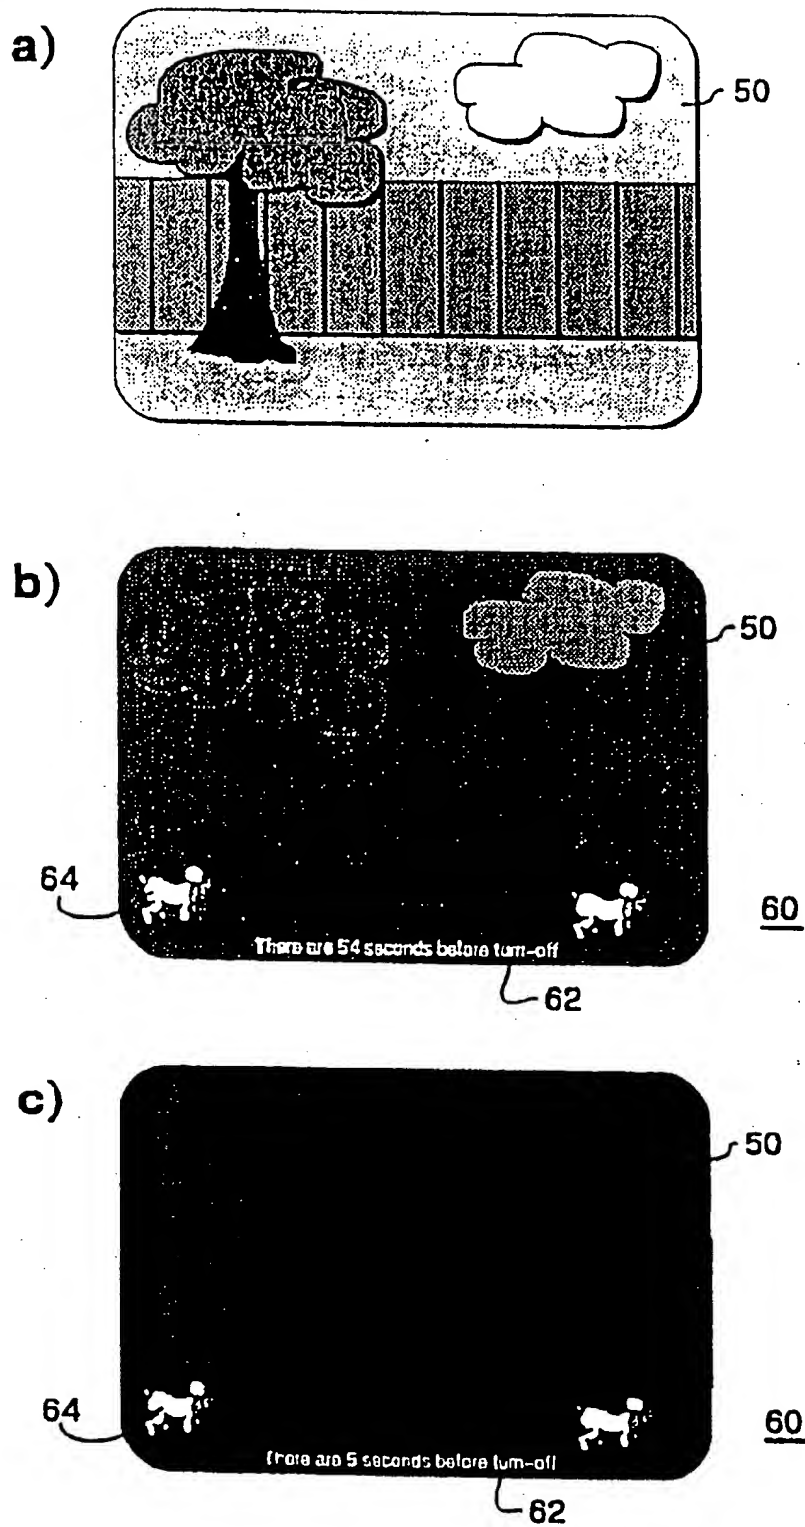 a)
50
b)
50
64
60
There are 54 seconds before turn-off
62
c)
50
64
60
There are 5 seconds before turn-off
62